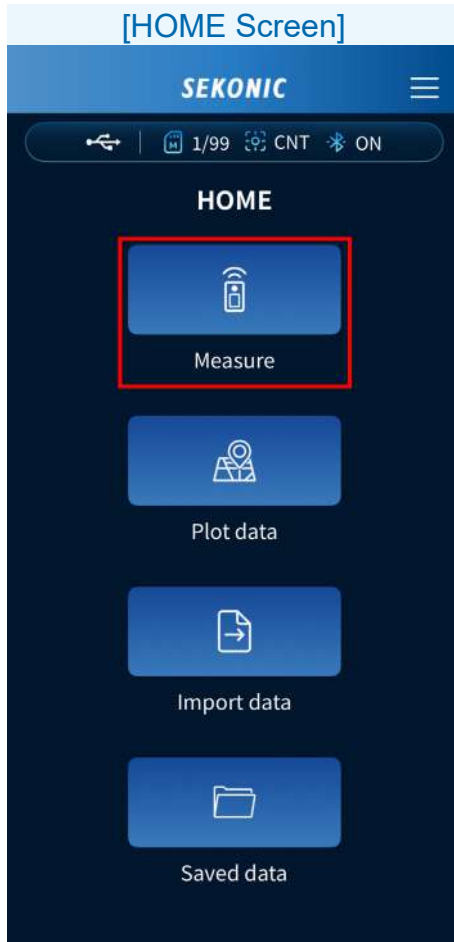 [HOME Screen]
SEKONIC
M 1/99 CNT ON
HOME
Measure
Plot data
Import data
Saved data